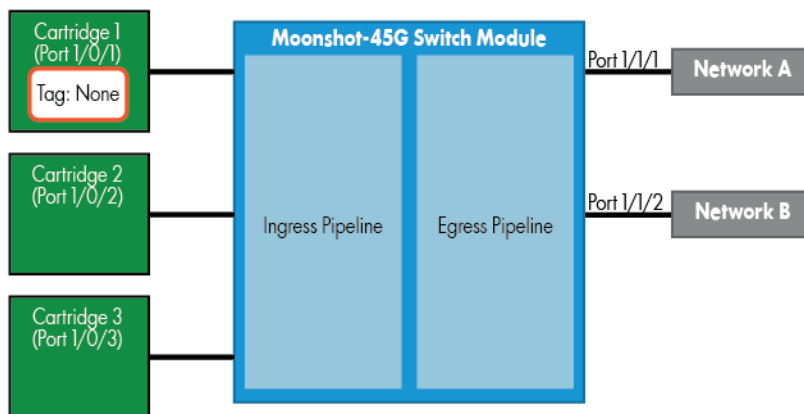 Cartridge 1
(Port 1/0/1)
Tag: None
Moonshot-45G Switch Module
Port 1/1/1
Network A
Cartridge 2
(Port 1/0/2)
Ingress Pipeline
Egress Pipeline
Port 1/1/2
Network B
Cartridge 3
(Port 1/0/3)